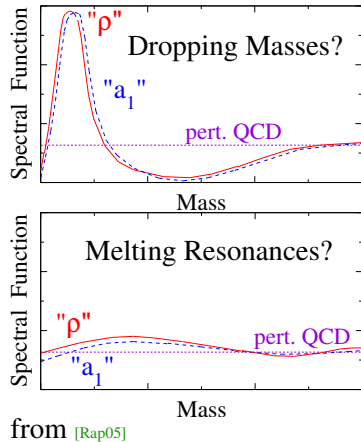 "ρ"
Dropping Masses?
"a1"
pert. QCD
Spectral Function
Mass
Melting Resonances?
"ρ"
pert. QCD
"a1"
Spectral Function
Mass
from [Rap05]